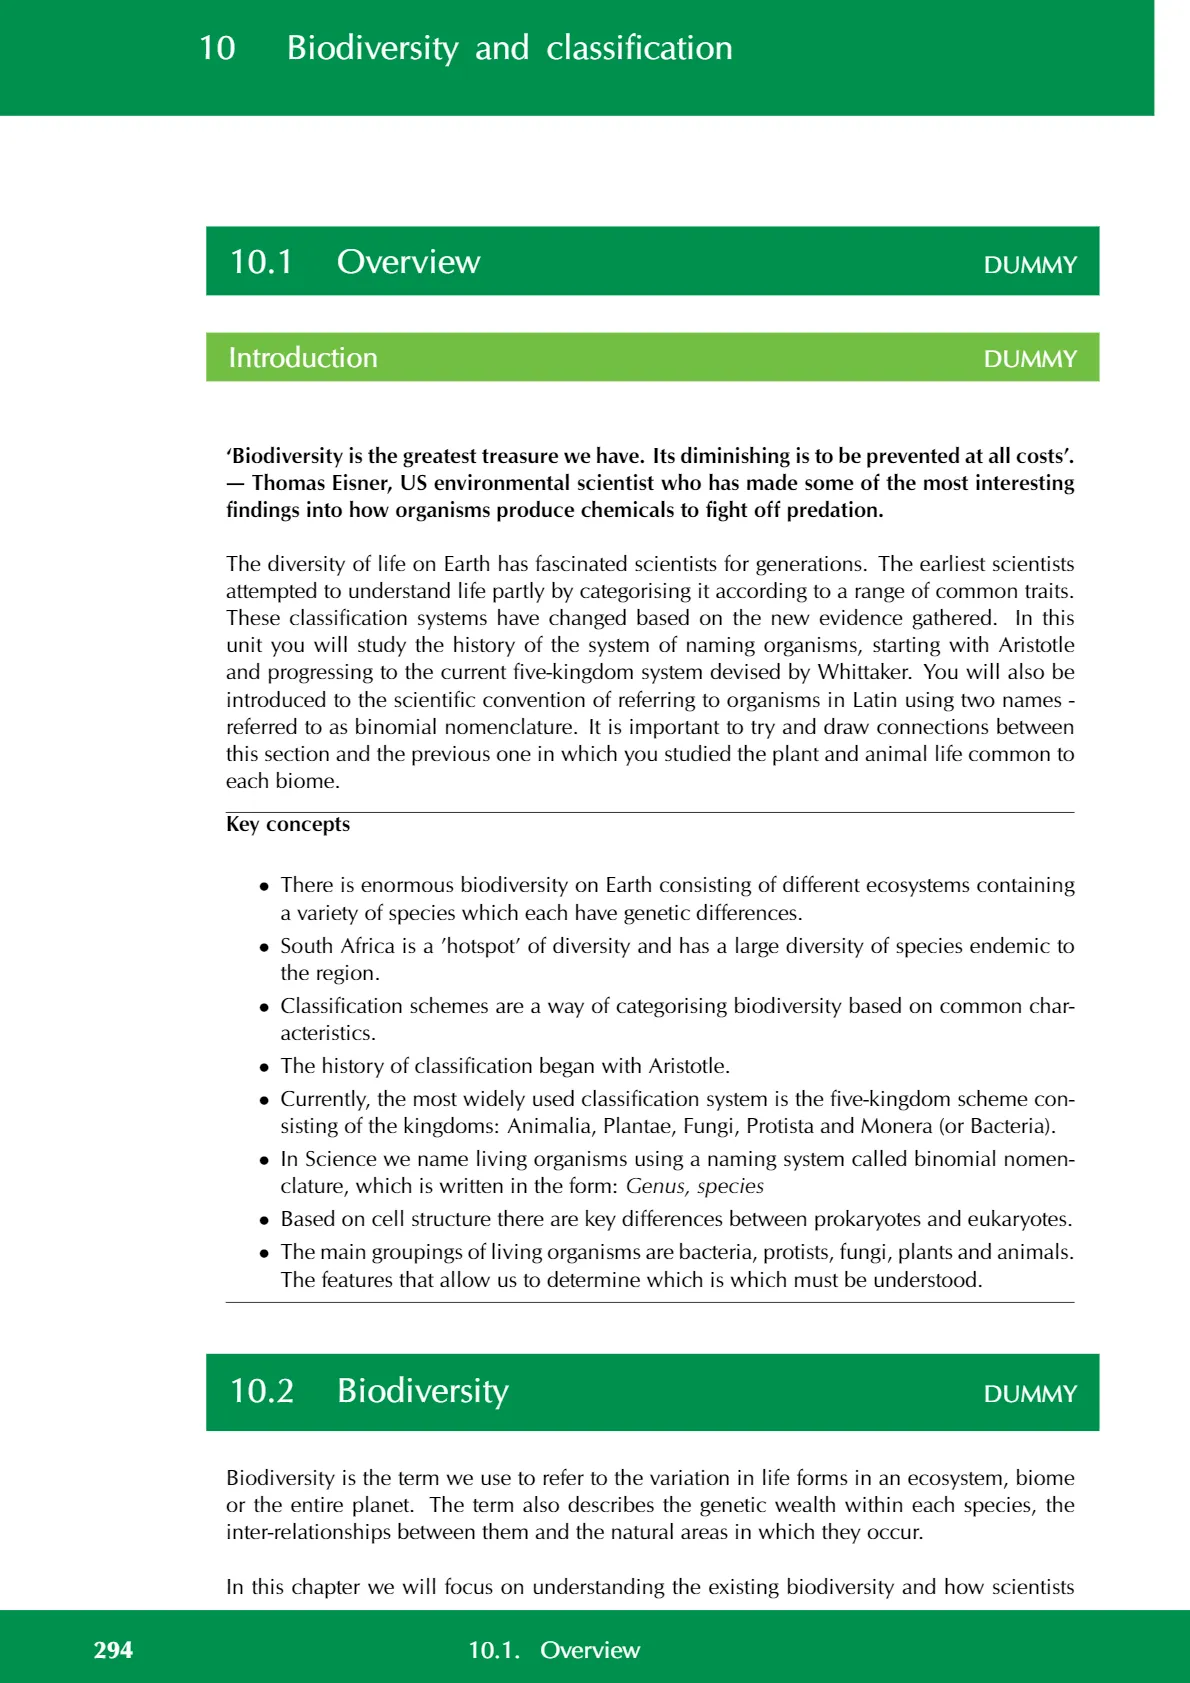 10 Biodiversity and classification
10.1 Overview DUMMY
Introduction DUMMY
‘Biodiversity is the greatest treasure we have. Its diminishing is to be prevented at all costs’.
— Thomas Eisner, US environmental scientist who has made some of the most interesting
findings into how organisms produce chemicals to fight off predation.
The diversity of life on Earth has fascinated scientists for generations. The earliest scientists
attempted to understand life partly by categorising it according to a range of common traits.
These classification systems have changed based on the new evidence gathered. In this
unit you will study the history of the system of naming organisms, starting with Aristotle
and progressing to the current five-kingdom system devised by Whittaker. You will also be
introduced to the scientific convention of referring to organisms in Latin using two names -
referred to as binomial nomenclature. It is important to try and draw connections between
this section and the previous one in which you studied the plant and animal life common to
each biome.
Key concepts
• There is enormous biodiversity on Earth consisting of different ecosystems containing
a variety of species which each have genetic differences.
• South Africa is a ’hotspot’ of diversity and has a large diversity of species endemic to
the region.
• Classification schemes are a way of categorising biodiversity based on common char-
acteristics.
• The history of classification began with Aristotle.
• Currently, the most widely used classification system is the five-kingdom scheme con-
sisting of the kingdoms: Animalia, Plantae, Fungi, Protista and Monera (or Bacteria).
• In Science we name living organisms using a naming system called binomial nomen-
clature, which is written in the form: Genus, species
• Based on cell structure there are key differences between prokaryotes and eukaryotes.
• The main groupings of living organisms are bacteria, protists, fungi, plants and animals.
The features that allow us to determine which is which must be understood.
10.2 Biodiversity DUMMY
Biodiversity is the term we use to refer to the variation in life forms in an ecosystem, biome
or the entire planet. The term also describes the genetic wealth within each species, the
inter-relationships between them and the natural areas in which they occur.
In this chapter we will focus on understanding the existing biodiversity and how scientists
294 10.1. Overview